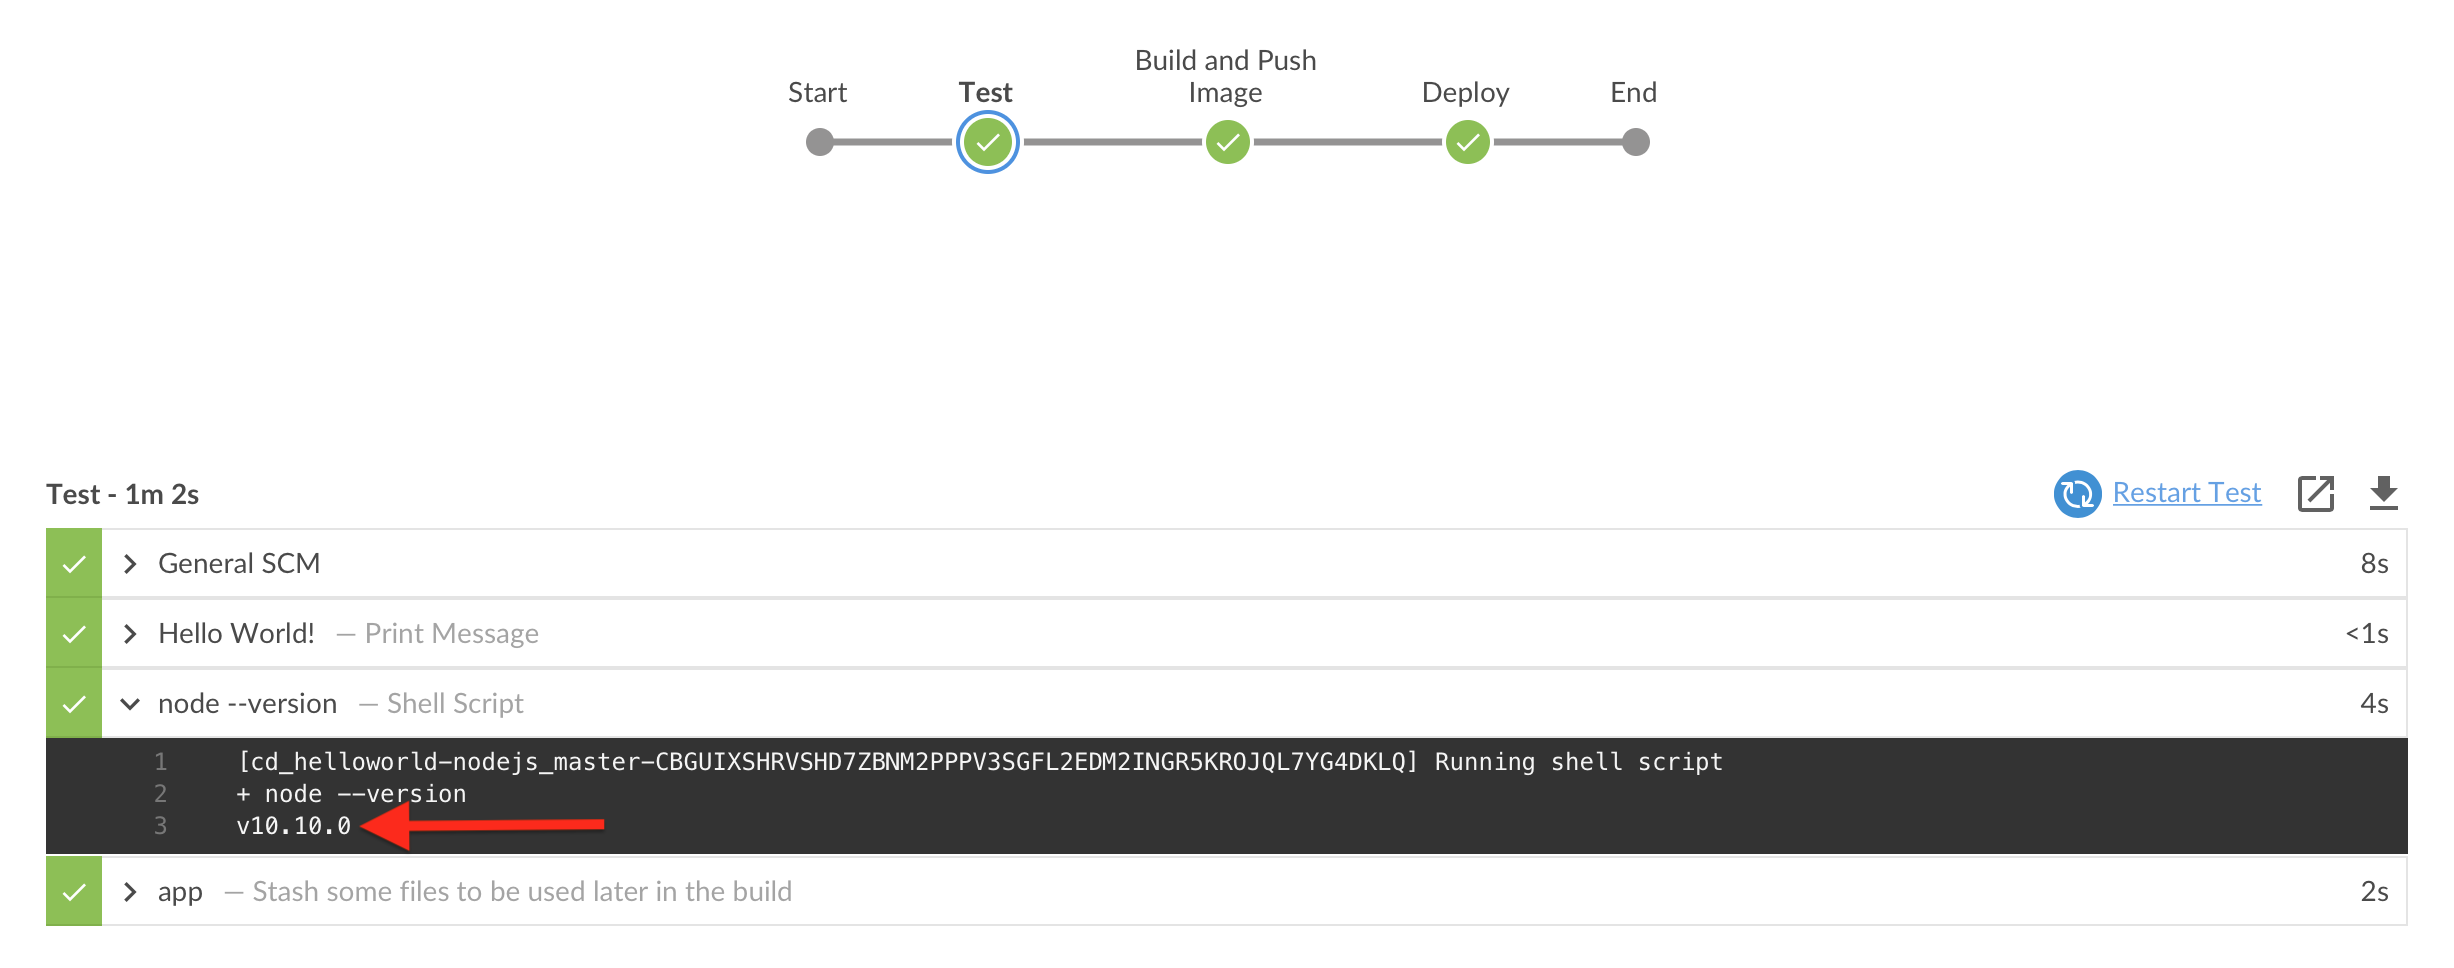 Start
Test
Build and Push
Image
Deploy
End
Test - 1m 2s
Restart Test
General SCM 8s
Hello World! — Print Message <1s
node --version — Shell Script 4s
1 [cd_helloworld-nodejs_master-CBGUIXSHRVSHD7ZBNM2PPPV3SGFL2EDM2INGR5KROJQL7YG4DKLQ] Running shell script
2 + node --version
3 v10.10.0
app — Stash some files to be used later in the build 2s